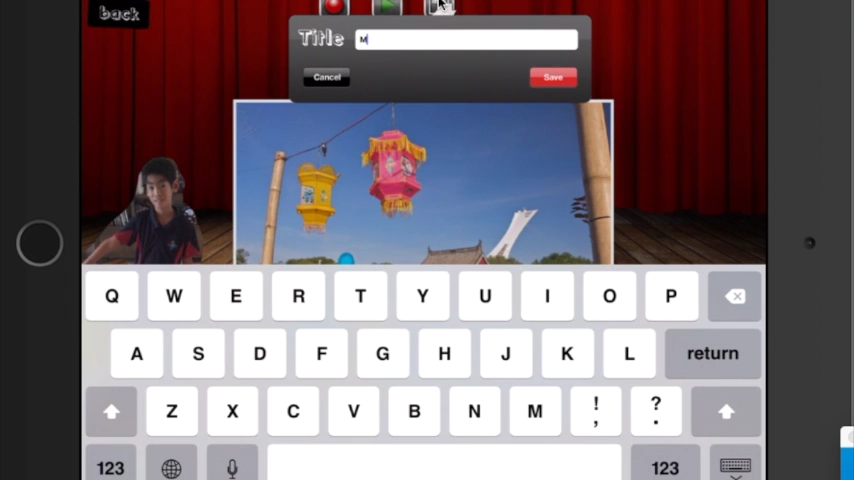 back
Title M
Cancel Save
Q W E R T Y U I O P
A S D F G H J K L return
Z X C V B N M ! , ? .
123 123